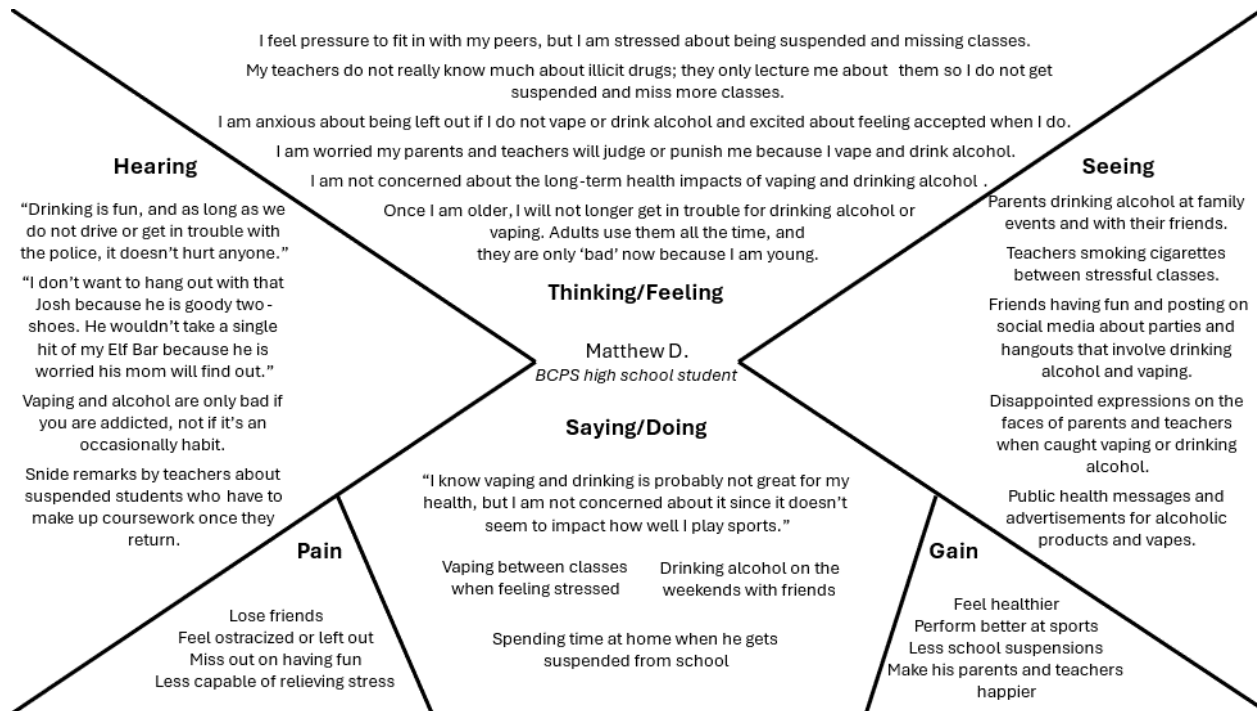 I feel pressure to fit in with my peers, but I am stressed about being suspended and missing classes.
My teachers do not really know much about illicit drugs; they only lecture me about them so I do not get
suspended and miss more classes.
I am anxious about being left out if I do not vape or drink alcohol and excited about feeling accepted when I do.
I am worried my parents and teachers will judge or punish me because I vape and drink alcohol.
I am not concerned about the long-term health impacts of vaping and drinking alcohol .
Once I am older, I will not longer get in trouble for drinking alcohol or
vaping. Adults use them all the time, and
they are only ‘bad’ now because I am young.
Thinking/Feeling
Hearing
“Drinking is fun, and as long as we
do not drive or get in trouble with
the police, it doesn’t hurt anyone.”
“I don’t want to hang out with that
Josh because he is goody two-
shoes. He wouldn’t take a single
hit of my Elf Bar because he is
worried his mom will find out.”
Vaping and alcohol are only bad if
you are addicted, not if it’s an
occasionally habit.
Snide remarks by teachers about
suspended students who have to
make up coursework once they
return.
Matthew D.
BCPS high school student
Seeing
Parents drinking alcohol at family
events and with their friends.
Teachers smoking cigarettes
between stressful classes.
Friends having fun and posting on
social media about parties and
hangouts that involve drinking
alcohol and vaping.
Disappointed expressions on the
faces of parents and teachers
when caught vaping or drinking
alcohol.
Public health messages and
advertisements for alcoholic
products and vapes.
Saying/Doing
“I know vaping and drinking is probably not great for my
health, but I am not concerned about it since it doesn’t
seem to impact how well I play sports.”
Vaping between classes
when feeling stressed
Drinking alcohol on the
weekends with friends
Spending time at home when he gets
suspended from school
Pain
Lose friends
Feel ostracized or left out
Miss out on having fun
Less capable of relieving stress
Gain
Feel healthier
Perform better at sports
Less school suspensions
Make his parents and teachers
happier